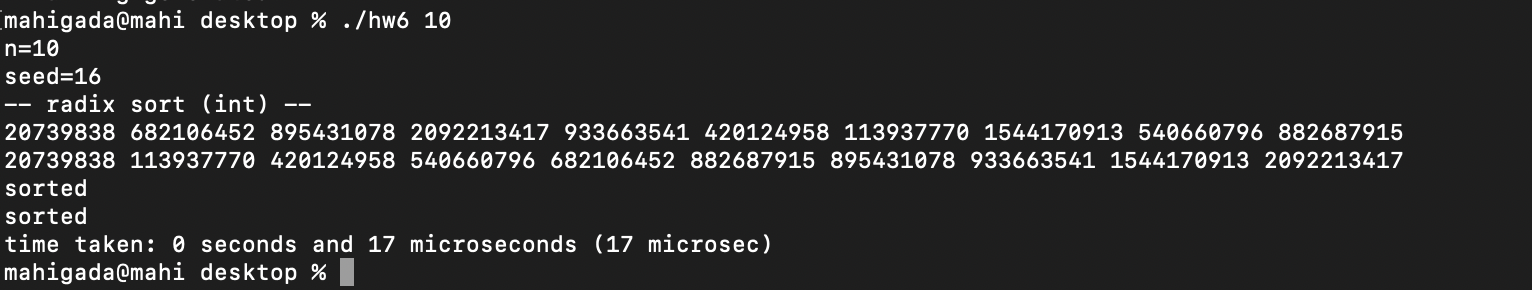 mahigada@mahi desktop % ./hw6 10
n=10
seed=16
-- radix sort (int) --
20739838 682106452 895431078 2092213417 933663541 420124958 113937770 1544170913 540660796 882687915
20739838 113937770 420124958 540660796 682106452 882687915 895431078 933663541 1544170913 2092213417
sorted
sorted
time taken: 0 seconds and 17 microseconds (17 microsec)
mahigada@mahi desktop %